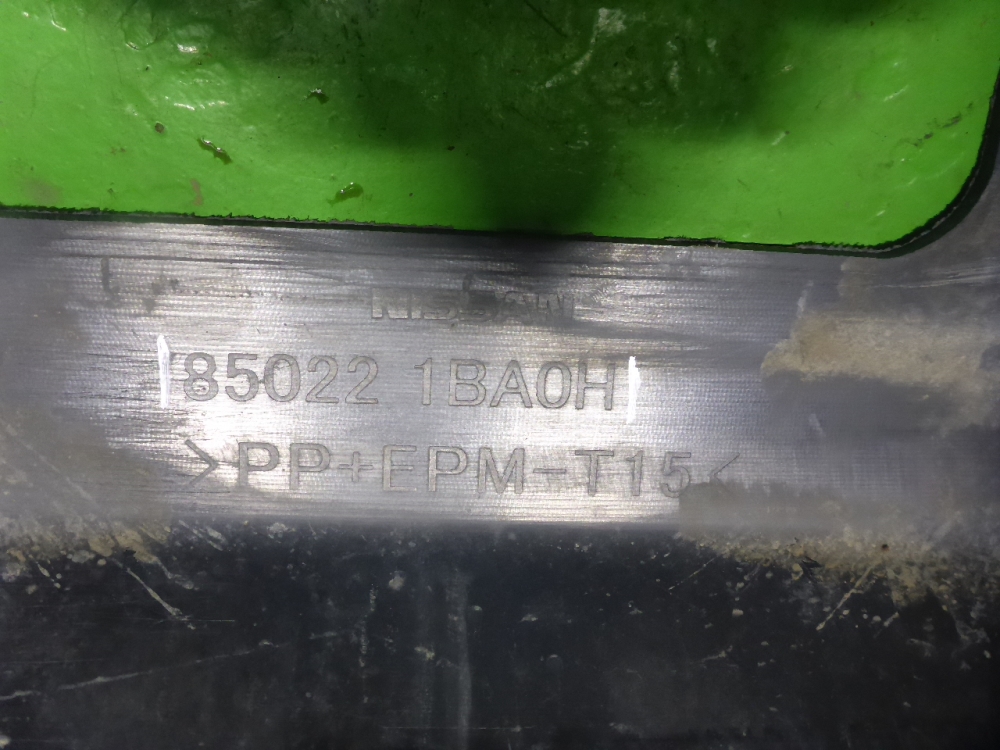 NISSAN
85022 1BA0H
>PP+EPM-T15<